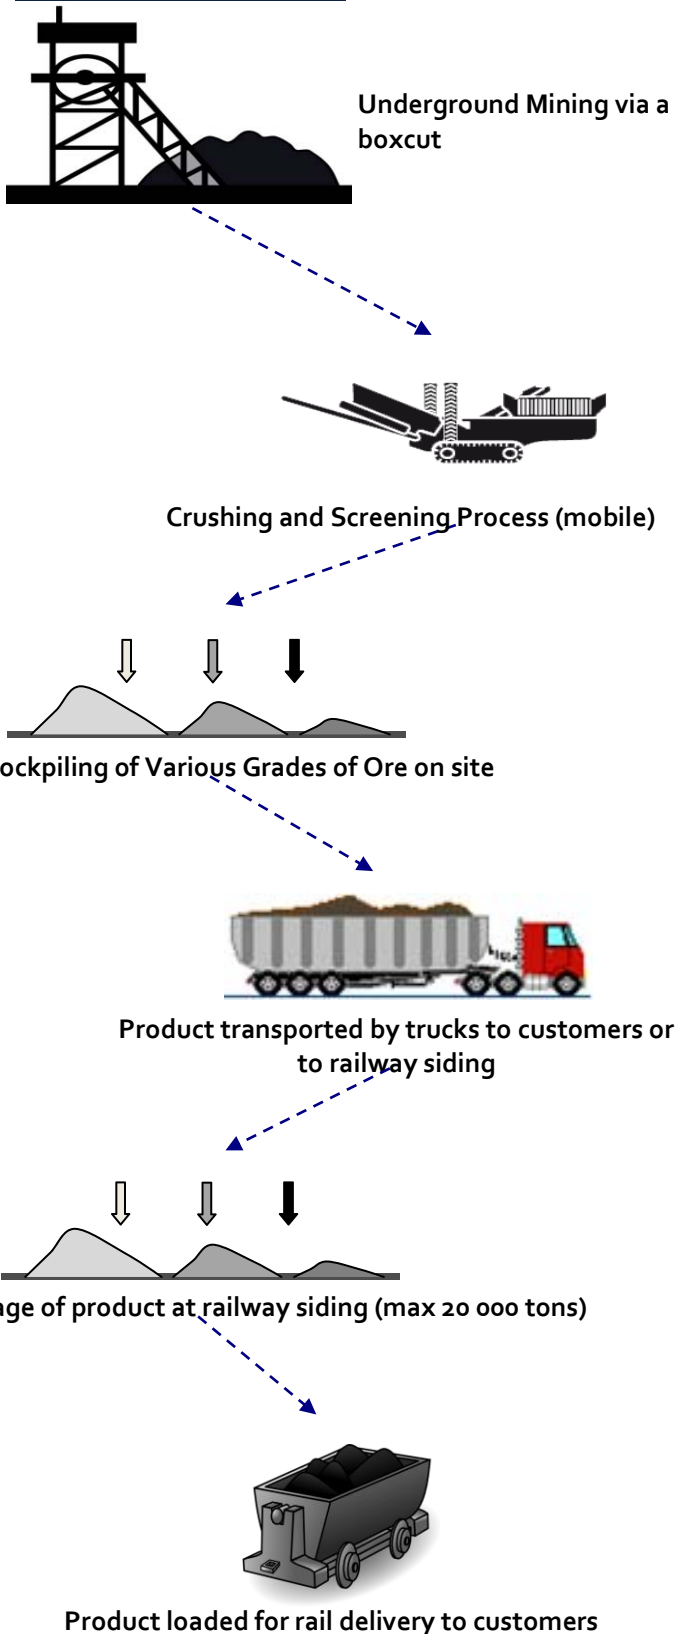 Underground Mining via a
boxcut
Crushing and Screening Process (mobile)
ockpiling of Various Grades of Ore on site
Product transported by trucks to customers or
to railway siding
age of product at railway siding (max 20 000 tons)
Product loaded for rail delivery to customers